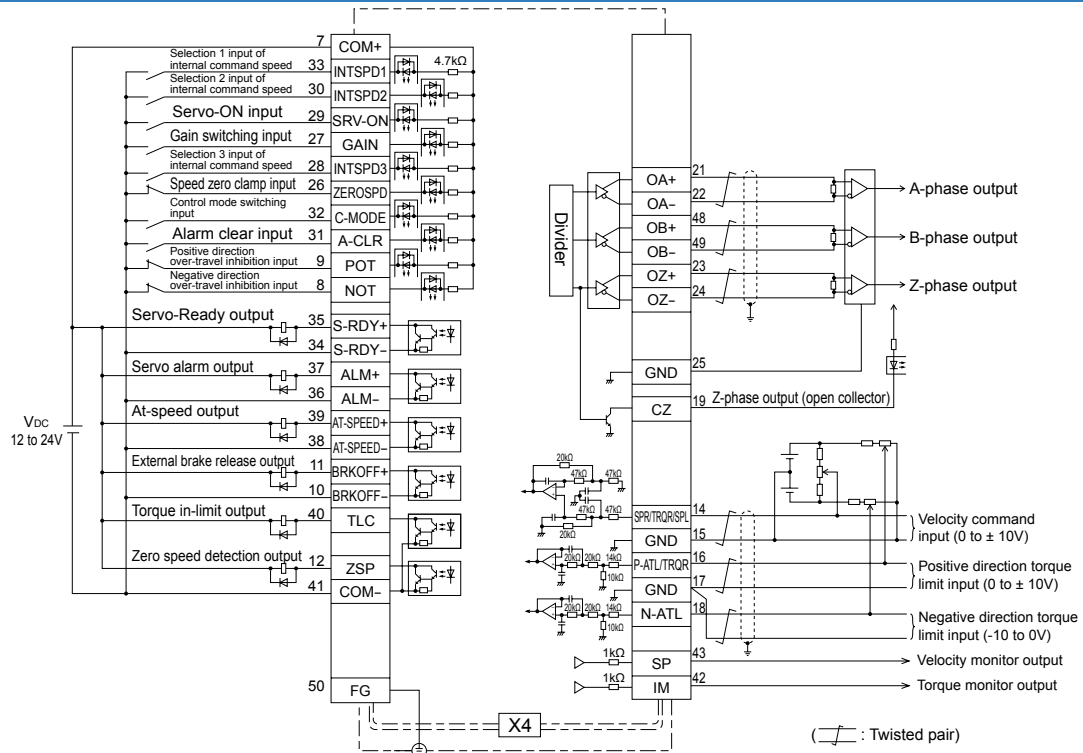 7 COM+
Selection 1 input of
internal command speed 33 INTSPD1 4.7kΩ
Selection 2 input of
internal command speed 30 INTSPD2
Servo-ON input 29 SRV-ON
Gain switching input 27 GAIN
Selection 3 input of
internal command speed 28 INTSPD3
Speed zero clamp input 26 ZEROSPD
Control mode switching
input 32 C-MODE
Alarm clear input 31 A-CLR
Positive direction
over-travel inhibition input 9 POT
Negative direction
over-travel inhibition input 8 NOT
Servo-Ready output 35 S-RDY+
34 S-RDY−
Servo alarm output 37 ALM+
36 ALM−
At-speed output 39 AT-SPEED+
38 AT-SPEED−
External brake release output 11 BRKOFF+
10 BRKOFF−
Torque in-limit output 40 TLC
Zero speed detection output 12 ZSP
41 COM−
VDC
12 to 24V
50 FG
X4
Divider
OA+ 21 A-phase output
OA− 22
OB+ 48 B-phase output
OB− 49
OZ+ 23 Z-phase output
OZ− 24
GND 25
CZ 19 Z-phase output (open collector)
20kΩ
47kΩ 47kΩ
47kΩ 47kΩ
20kΩ
SPR/TRQR/SPL 14 Velocity command
GND 15 input (0 to ± 10V)
20kΩ 20kΩ 14kΩ
10kΩ
P-ATL/TRQR 16 Positive direction torque
GND 17 limit input (0 to ± 10V)
20kΩ 20kΩ 14kΩ
10kΩ
N-ATL 18 Negative direction torque
limit input (-10 to 0V)
1kΩ SP 43 Velocity monitor output
1kΩ IM 42 Torque monitor output
( : Twisted pair)